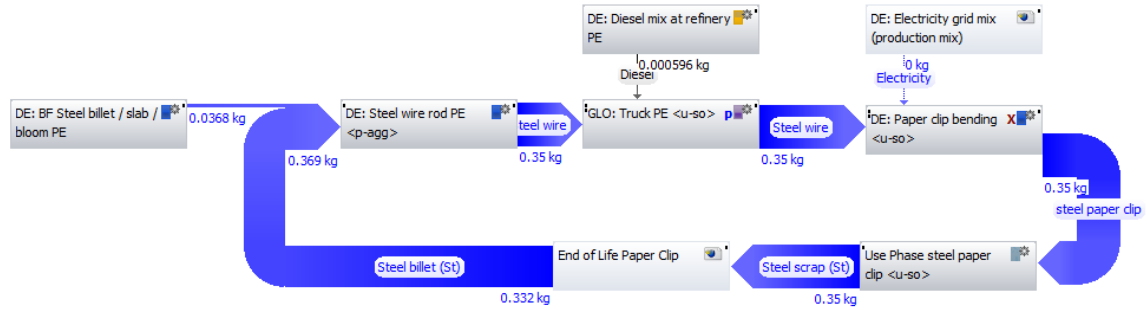 DE: Diesel mix at refinery
PE
DE: Electricity grid mix
(production mix)
0.000596 kg
Diesel
0 kg
Electricity
DE: BF Steel billet / slab /
bloom PE
0.0368 kg
DE: Steel wire rod PE
<p-agg>
teel wire
GLO: Truck PE <u-so>
p
Steel wire
DE: Paper clip bending
<u-so>
X
0.369 kg
0.35 kg
0.35 kg
0.35 kg
steel paper clip
Steel billet (St)
End of Life Paper Clip
Steel scrap (St)
Use Phase steel paper
clip <u-so>
0.332 kg
0.35 kg